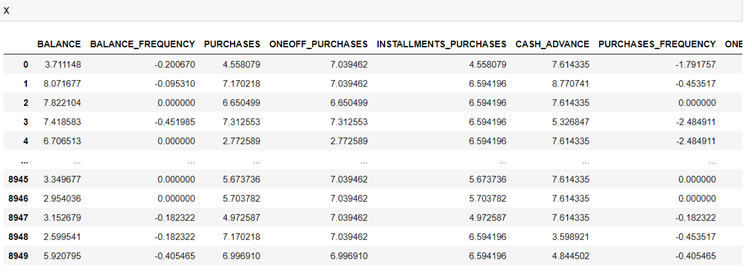 X
BALANCE BALANCE_FREQUENCY PURCHASES ONEOFF_PURCHASES INSTALLMENTS_PURCHASES CASH_ADVANCE PURCHASES_FREQUENCY ONE
0 3.711148 -0.200670 4.558079 7.039462 4.558079 7.614335 -1.791757
1 8.071677 -0.095310 7.170218 7.039462 6.594196 8.770741 -0.453517
2 7.822104 0.000000 6.650499 6.650499 6.594196 7.614335 0.000000
3 7.418583 -0.451985 7.312553 7.312553 6.594196 5.326847 -2.484911
4 6.706513 0.000000 2.772589 2.772589 6.594196 7.614335 -2.484911
... ... ... ... ... ... ... ...
8945 3.349677 0.000000 5.673736 7.039462 5.673736 7.614335 0.000000
8946 2.954036 0.000000 5.703782 7.039462 5.703782 7.614335 0.000000
8947 3.152679 -0.182322 4.972587 7.039462 4.972587 7.614335 -0.182322
8948 2.599541 -0.182322 7.170218 7.039462 6.594196 3.598921 -0.453517
8949 5.920795 -0.405465 6.996910 6.996910 6.594196 4.844502 -0.405465